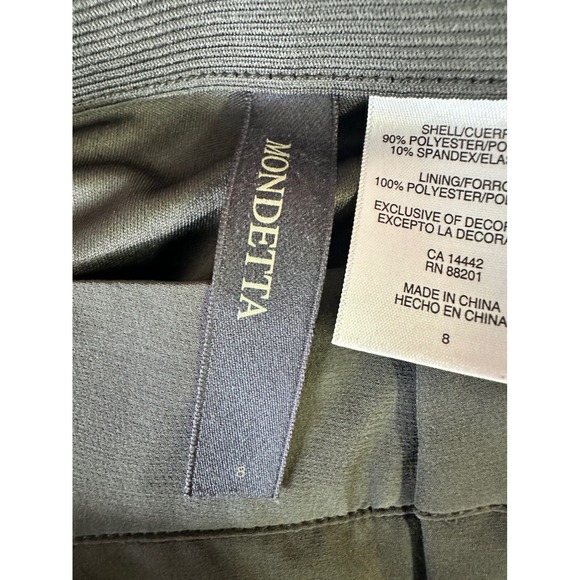 MONDETTA
8
SHELL/CUERP
90% POLYESTER/PO
10% SPANDEX/ELAS
LINING/FORRO
100% POLYESTER/POL
EXCLUSIVE OF DECOR
EXCEPTO LA DECORA
CA 14442
RN 88201
MADE IN CHINA
HECHO EN CHINA
8